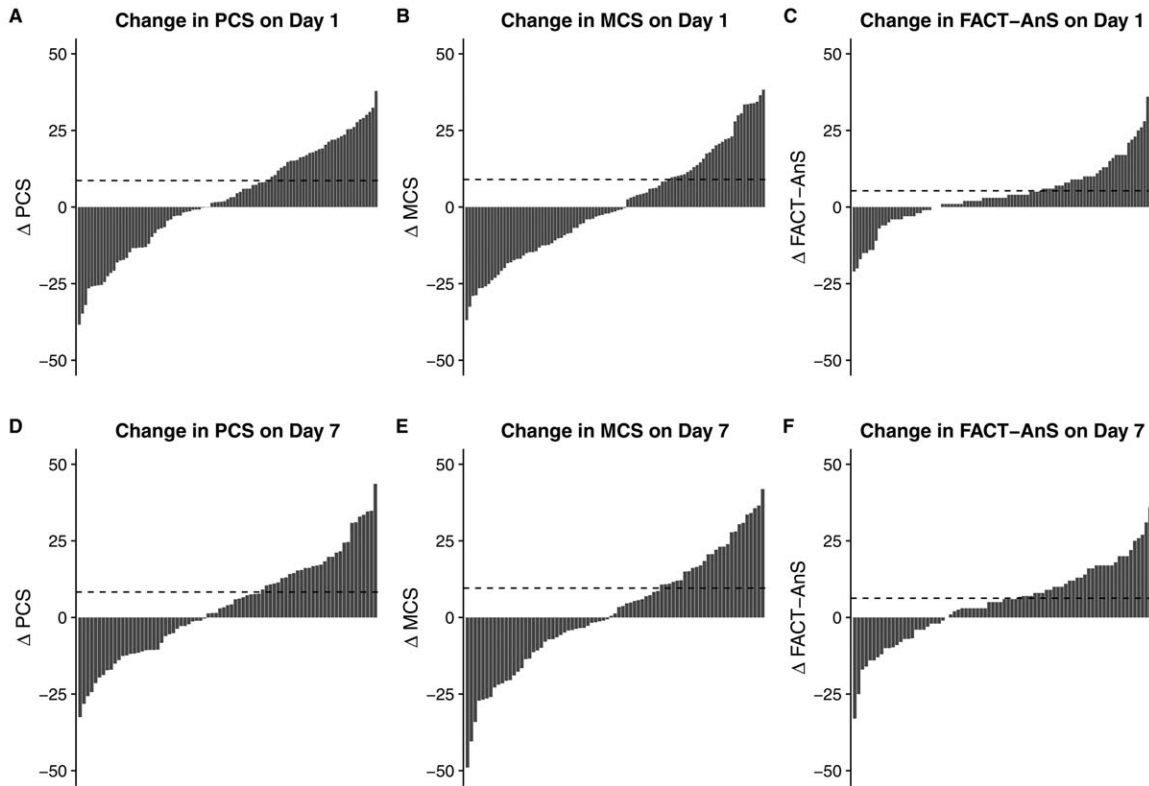 A
Change in PCS on Day 1
Δ PCS
50
25
0
−25
−50
B
Change in MCS on Day 1
Δ MCS
50
25
0
−25
−50
C
Change in FACT−AnS on Day 1
Δ FACT−AnS
50
25
0
−25
−50
D
Change in PCS on Day 7
Δ PCS
50
25
0
−25
−50
E
Change in MCS on Day 7
Δ MCS
50
25
0
−25
−50
F
Change in FACT−AnS on Day 7
Δ FACT−AnS
50
25
0
−25
−50